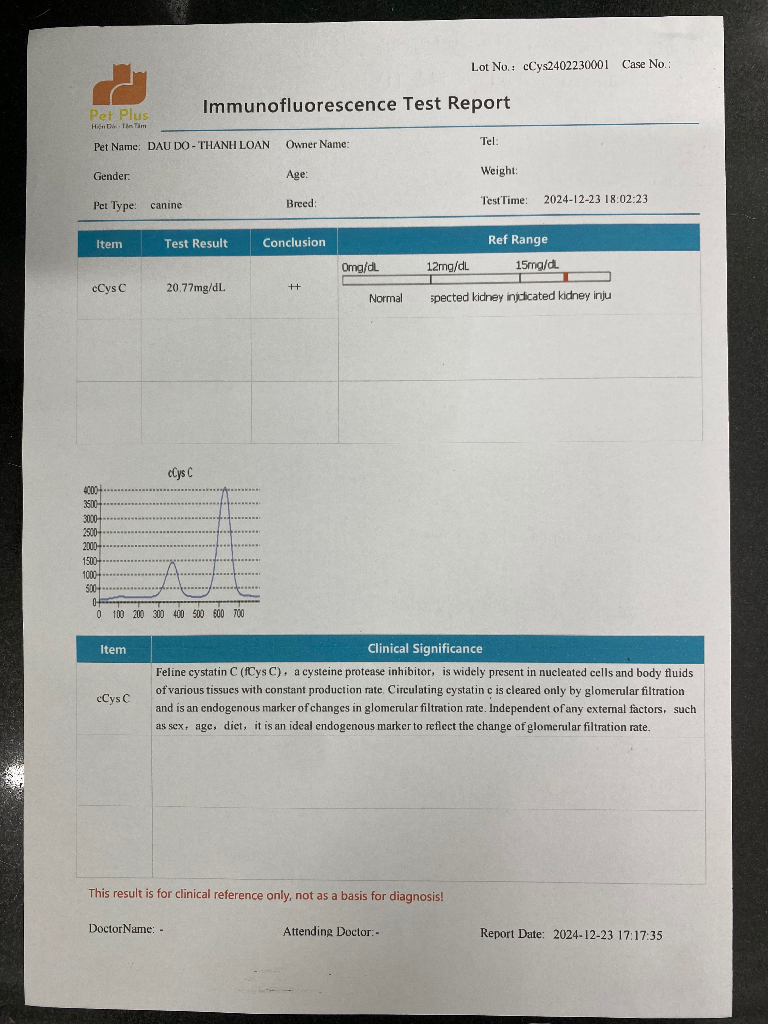 Lot No.: cCys2402230001 Case No.:
Pet Plus
Hiện Đại - Tận Tâm
Immunofluorescence Test Report
Pet Name: DAU DO - THANH LOAN Owner Name: Tel:
Gender: Age: Weight:
Pet Type: canine Breed: TestTime: 2024-12-23 18:02:23
Item Test Result Conclusion Ref Range
0mg/dL 12mg/dL 15mg/dL
cCys C 20.77mg/dL ++
Normal spected kidney injdicated kidney inju
cCys C
4000
3500
3000
2500
2000
1500
1000
500
0
0 100 200 300 400 500 600 700
Item Clinical Significance
cCys C
Feline cystatin C (fCys C), a cysteine protease inhibitor, is widely present in nucleated cells and body fluids
of various tissues with constant production rate. Circulating cystatin c is cleared only by glomerular filtration
and is an endogenous marker of changes in glomerular filtration rate. Independent of any external factors, such
as sex, age, diet, it is an ideal endogenous marker to reflect the change of glomerular filtration rate.
This result is for clinical reference only, not as a basis for diagnosis!
DoctorName: - Attending Doctor:- Report Date: 2024-12-23 17:17:35